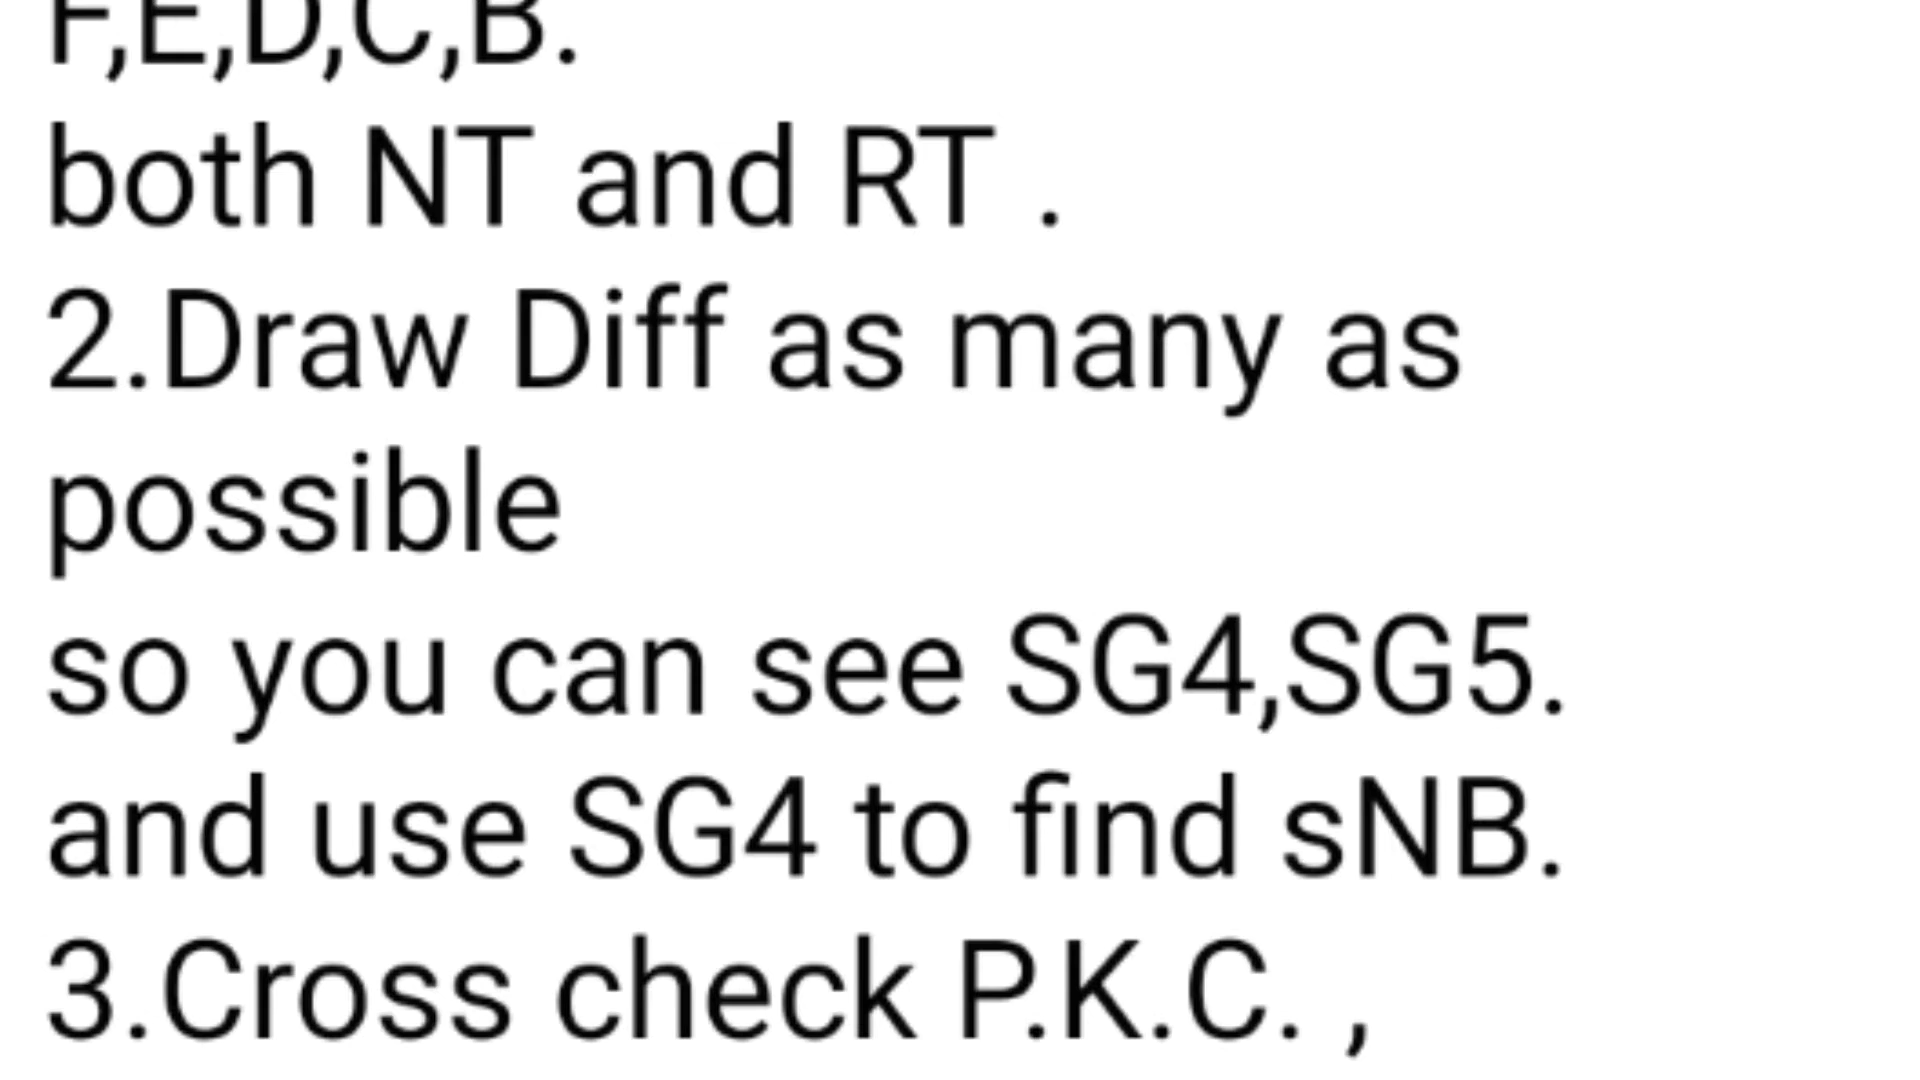 F,E,D,C,B.
both NT and RT .
2.Draw Diff as many as
possible
so you can see SG4,SG5.
and use SG4 to find sNB.
3.Cross check P.K.C. ,